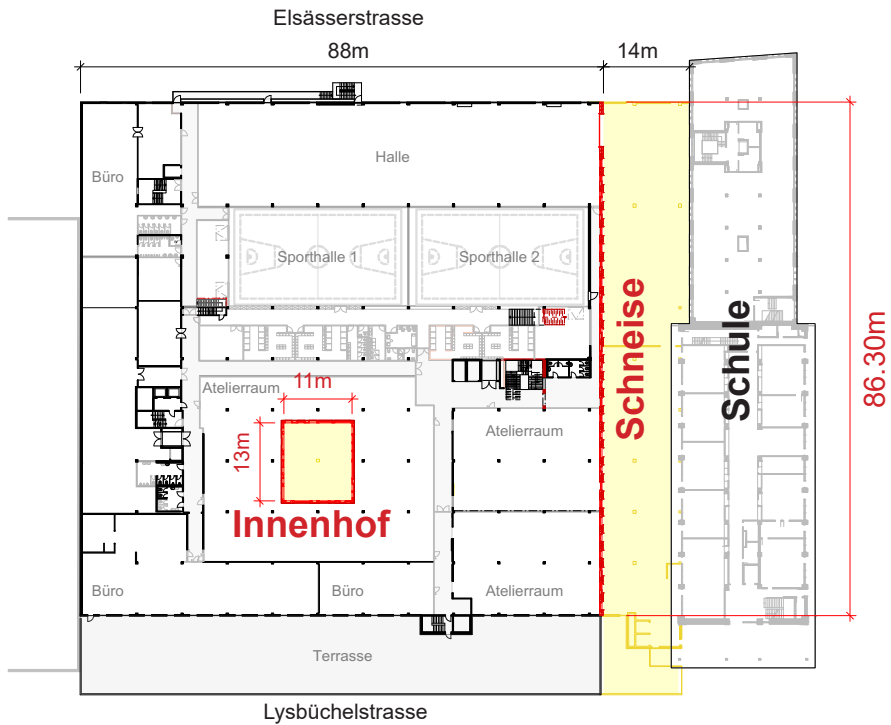 Elsässerstrasse
88m
14m
Halle
Büro
Sporthalle 1
Sporthalle 2
Schneise
Schule
86.30m
Atelierraum
11m
13m
Atelierraum
Innenhof
Büro
Büro
Atelierraum
Terrasse
Lysbüchelstrasse